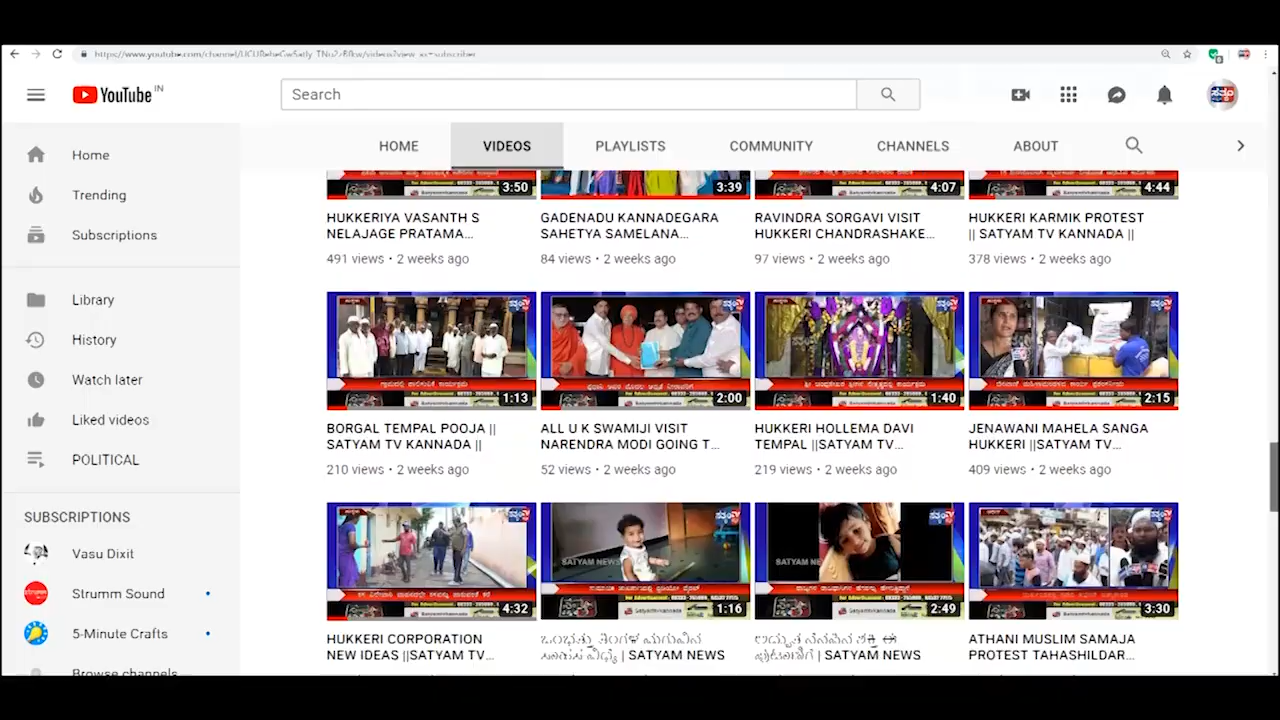 YouTube IN
Search
HOME VIDEOS PLAYLISTS COMMUNITY CHANNELS ABOUT
Home
Trending
Subscriptions
Library
History
Watch later
Liked videos
POLITICAL
SUBSCRIPTIONS
Vasu Dixit
Strumm Sound
5-Minute Crafts
Browse channels
3:50 3:39 4:07 4:44
HUKKERIYA VASANTH S
NELAJAGE PRATAMA...
491 views • 2 weeks ago
GADENADU KANNADEGARA
SAHETYA SAMELANA...
84 views • 2 weeks ago
RAVINDRA SORGAVI VISIT
HUKKERI CHANDRASHAKE...
97 views • 2 weeks ago
HUKKERI KARMIK PROTEST
|| SATYAM TV KANNADA ||
378 views • 2 weeks ago
1:13 2:00 1:40 2:15
BORGAL TEMPAL POOJA ||
SATYAM TV KANNADA ||
210 views • 2 weeks ago
ALL U K SWAMIJI VISIT
NARENDRA MODI GOING T...
52 views • 2 weeks ago
HUKKERI HOLLEMA DAVI
TEMPAL ||SATYAM TV...
219 views • 2 weeks ago
JENAWANI MAHELA SANGA
HUKKERI ||SATYAM TV...
409 views • 2 weeks ago
SATYAM NEWS
SATYAM NEWS
4:32 1:16 2:49 3:30
HUKKERI CORPORATION
NEW IDEAS ||SATYAM TV...
| SATYAM NEWS
| SATYAM NEWS
ATHANI MUSLIM SAMAJA
PROTEST TAHASHILDAR...